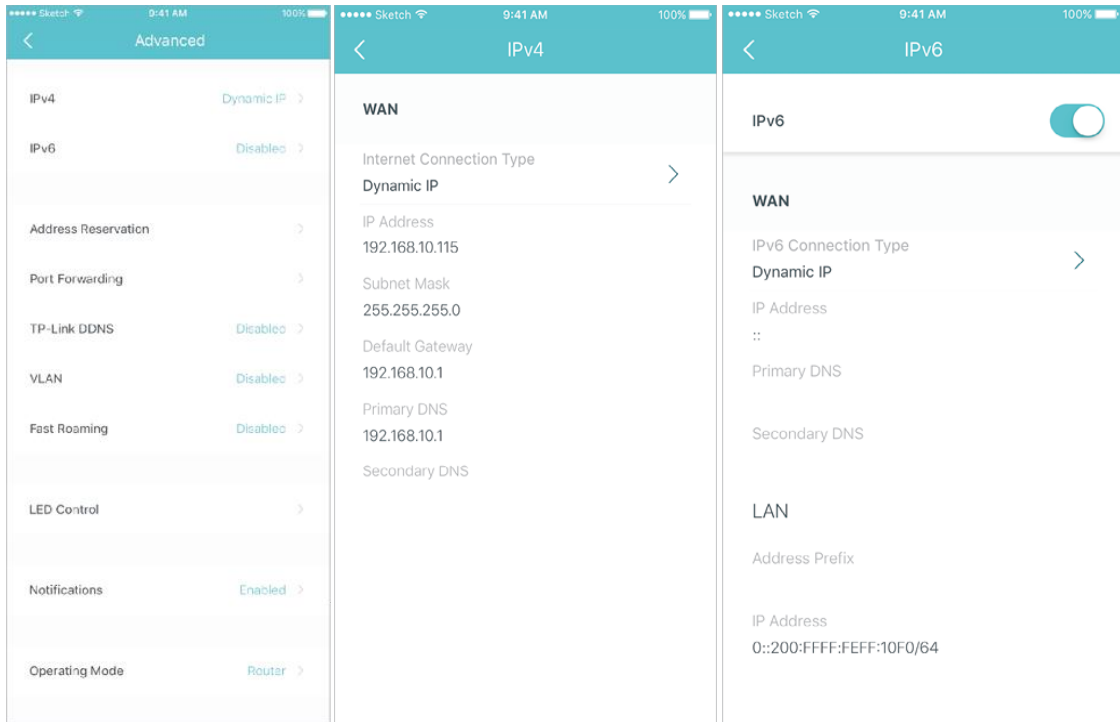 Sketch 9:41 AM 100%
Advanced
IPv4 Dynamic IP
IPv6 Disabled
Address Reservation
Port Forwarding
TP-Link DDNS Disabled
VLAN Disabled
Fast Roaming Disabled
LED Control
Notifications Enabled
Operating Mode Router
Sketch 9:41 AM 100%
IPv4
WAN
Internet Connection Type
Dynamic IP
IP Address
192.168.10.115
Subnet Mask
255.255.255.0
Default Gateway
192.168.10.1
Primary DNS
192.168.10.1
Secondary DNS
Sketch 9:41 AM 100%
IPv6
IPv6
WAN
IPv6 Connection Type
Dynamic IP
IP Address
::
Primary DNS
Secondary DNS
LAN
Address Prefix
IP Address
0::200:FFFF:FEFF:10F0/64